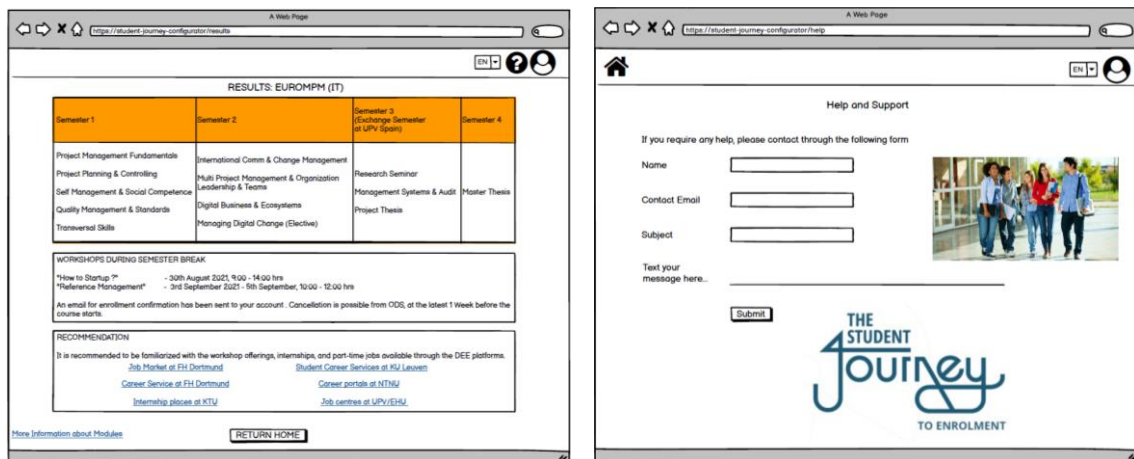 A Web Page
https://student-journey-configurator/results
EN
?
RESULTS: EUROMPM (IT)
Semester 1
Semester 2
Semester 3
(Exchange Semester
at UPV Spain)
Semester 4
Project Management Fundamentals
Project Planning & Controlling
Self Management & Social Competence
Quality Management & Standards
Transversal Skills
International Comm & Change Management
Multi Project Management & Organization
Leadership & Teams
Digital Business & Ecosystems
Managing Digital Change (Elective)
Research Seminar
Management Systems & Audit
Project Thesis
Master Thesis
WORKSHOPS DURING SEMESTER BREAK
"How to Startup ?" - 30th August 2021, 9:00 - 14:00 hrs
"Reference Management" - 3rd September 2021 - 5th September, 10:00 - 12:00 hrs
An email for enrollment confirmation has been sent to your account . Cancellation is possible from ODS, at the latest 1 Week before the
course starts.
RECOMMENDATION
It is recommended to be familiarized with the workshop offerings, internships, and part-time jobs available through the DEE platforms.
Job Market at FH Dortmund
Student Career Services at KU Leuven
Career Service at FH Dortmund
Career portals at NTNU
Internship places at KTU
Job centres at UPV/EHU
More Information about Modules
RETURN HOME
A Web Page
https://student-journey-configurator/help
EN
Help and Support
If you require any help, please contact through the following form
Name
Contact Email
Subject
Text your
message here...
Submit
THE
STUDENT
JOURNEY
TO ENROLMENT